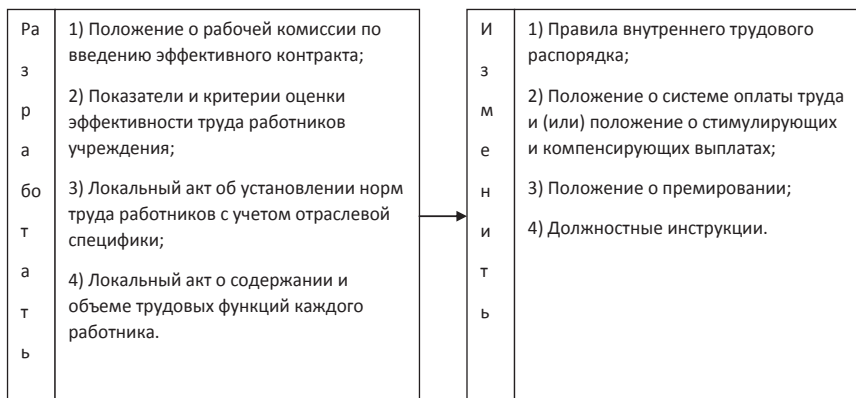 Ра
з
р
а
бо
т
а
т
ь
1) Положение о рабочей комиссии по
введению эффективного контракта;
2) Показатели и критерии оценки
эффективности труда работников
учреждения;
3) Локальный акт об установлении норм
труда работников с учетом отраслевой
специфики;
4) Локальный акт о содержании и
объеме трудовых функций каждого
работника.
И
з
м
е
н
и
т
ь
1) Правила внутреннего трудового
распорядка;
2) Положение о системе оплаты труда
и (или) положение о стимулирующих
и компенсирующих выплатах;
3) Положение о премировании;
4) Должностные инструкции.